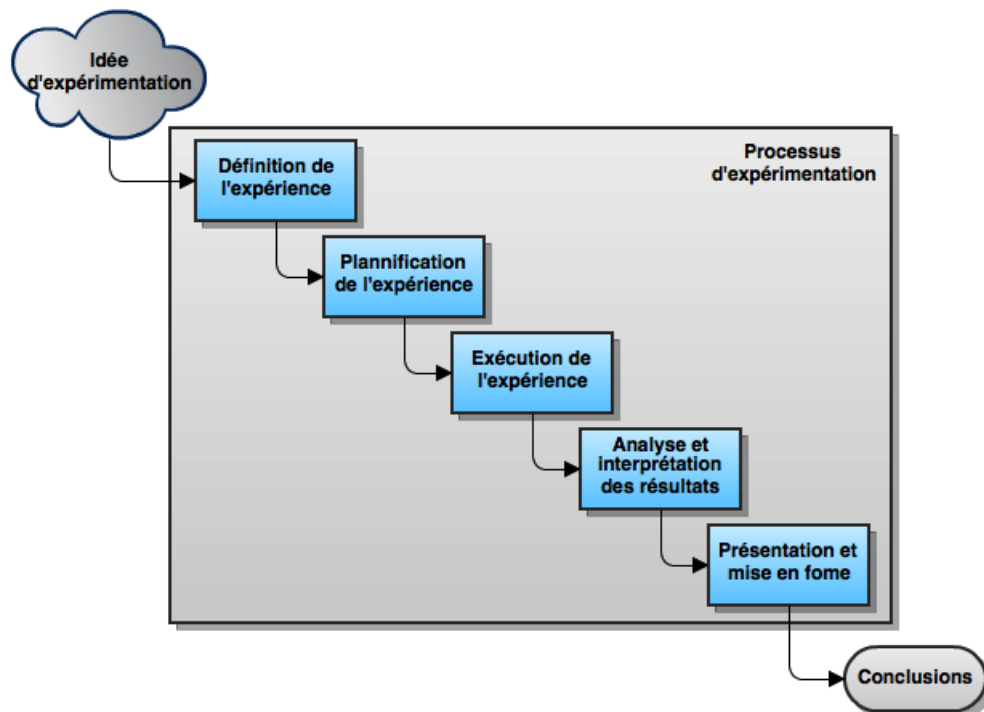 Idée
d'expérimentation
Processus
d'expérimentation
Définition de
l'expérience
Plannification
de l'expérience
Exécution de
l'expérience
Analyse et
interprétation
des résultats
Présentation et
mise en fome
Conclusions